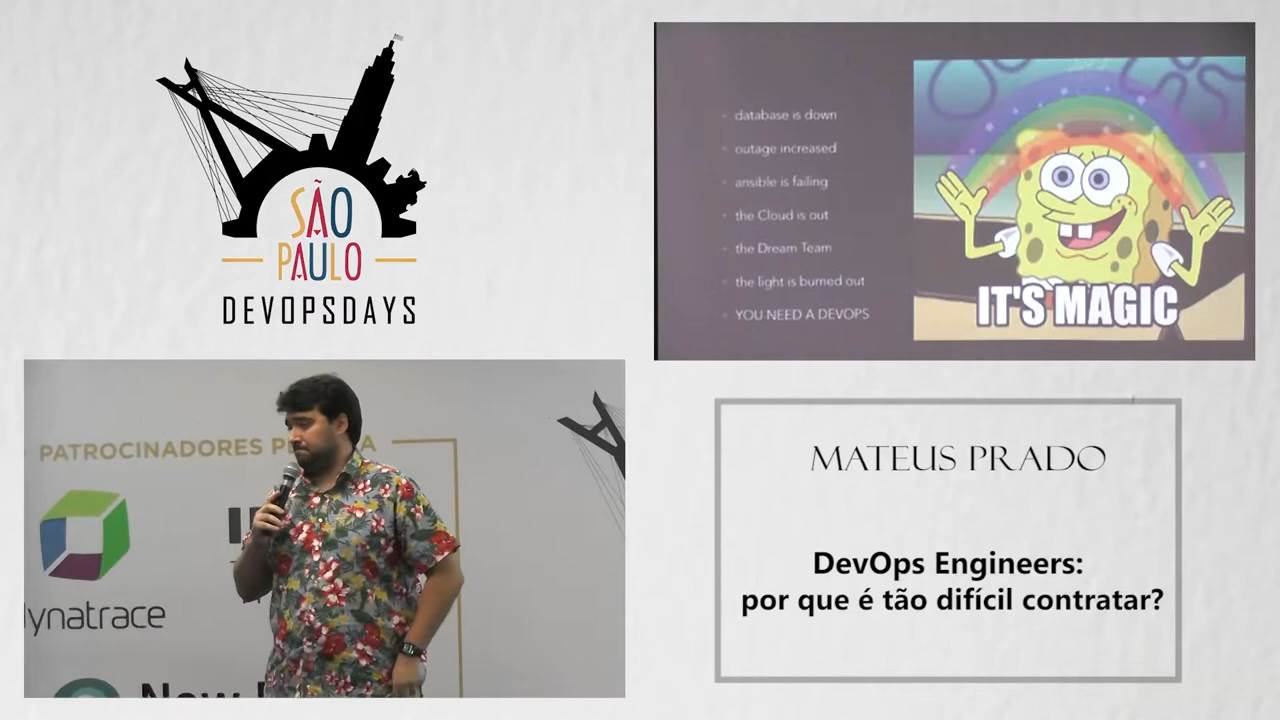 SÃO
PAULO
DEVOPSDAYS
database is down
outage increased
ansible is failing
the Cloud is out
the Dream Team
the light is burned out
YOU NEED A DEVOPS
IT'S MAGIC
PATROCINADORES
dynatrace
New
MATEUS PRADO
DevOps Engineers:
por que é tão difícil contratar?